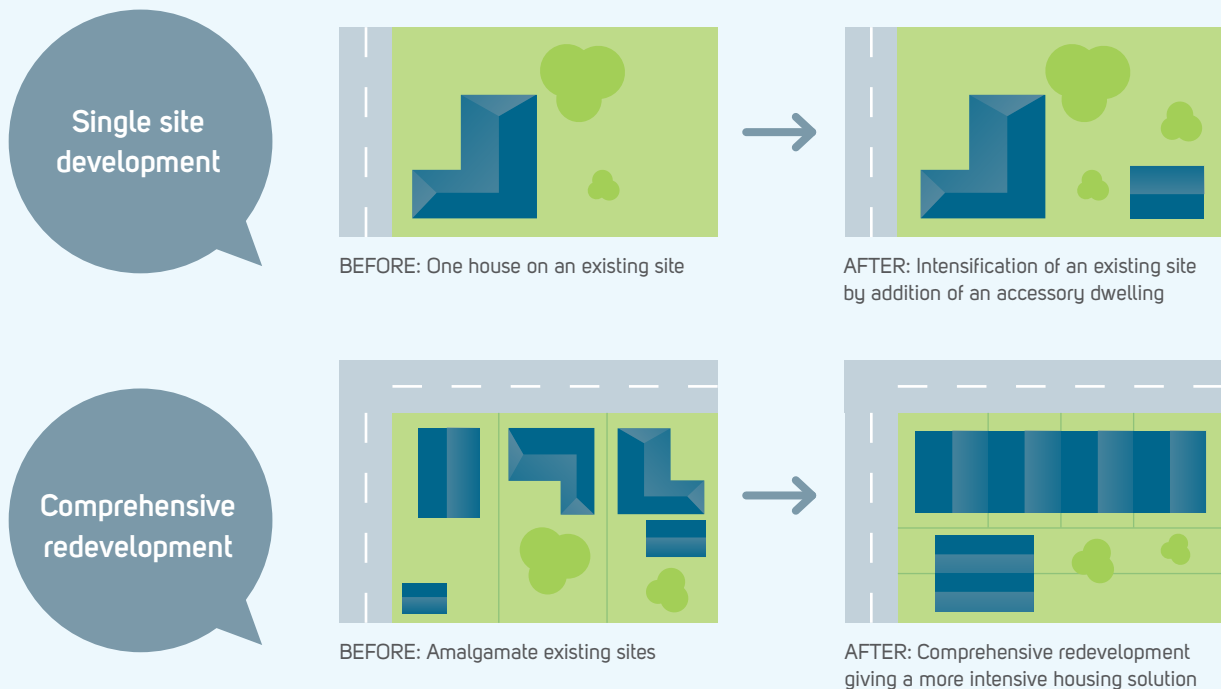 Single site
development
BEFORE: One house on an existing site
AFTER: Intensification of an existing site
by addition of an accessory dwelling
Comprehensive
redevelopment
BEFORE: Amalgamate existing sites
AFTER: Comprehensive redevelopment
giving a more intensive housing solution